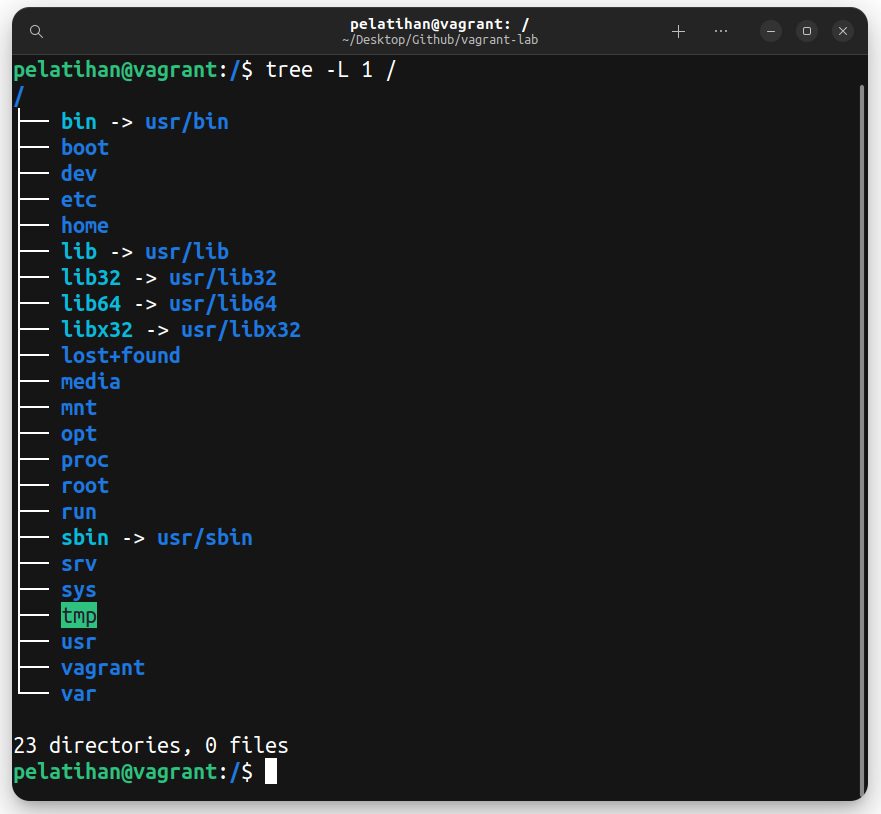 pelatihan@vagrant: /
~/Desktop/Github/vagrant-lab
pelatihan@vagrant:/$ tree -L 1 /
/
├── bin -> usr/bin
├── boot
├── dev
├── etc
├── home
├── lib -> usr/lib
├── lib32 -> usr/lib32
├── lib64 -> usr/lib64
├── libx32 -> usr/libx32
├── lost+found
├── media
├── mnt
├── opt
├── proc
├── root
├── run
├── sbin -> usr/sbin
├── srv
├── sys
├── tmp
├── usr
├── vagrant
└── var
23 directories, 0 files
pelatihan@vagrant:/$